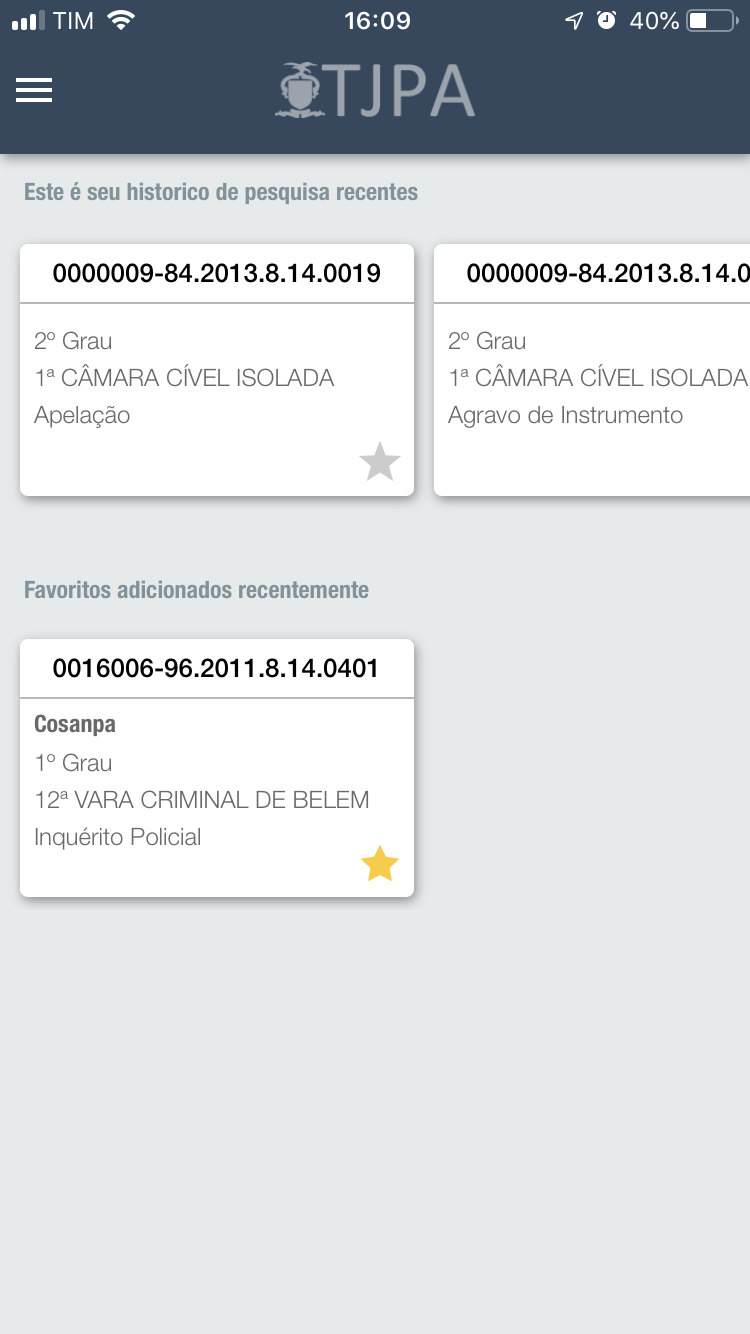 TIM 16:09 40%
TJPA
Este é seu historico de pesquisa recentes
0000009-84.2013.8.14.0019
2º Grau
1ª CÂMARA CÍVEL ISOLADA
Apelação
0000009-84.2013.8.14.0
2º Grau
1ª CÂMARA CÍVEL ISOLADA
Agravo de Instrumento
Favoritos adicionados recentemente
0016006-96.2011.8.14.0401
Cosanpa
1º Grau
12ª VARA CRIMINAL DE BELEM
Inquérito Policial